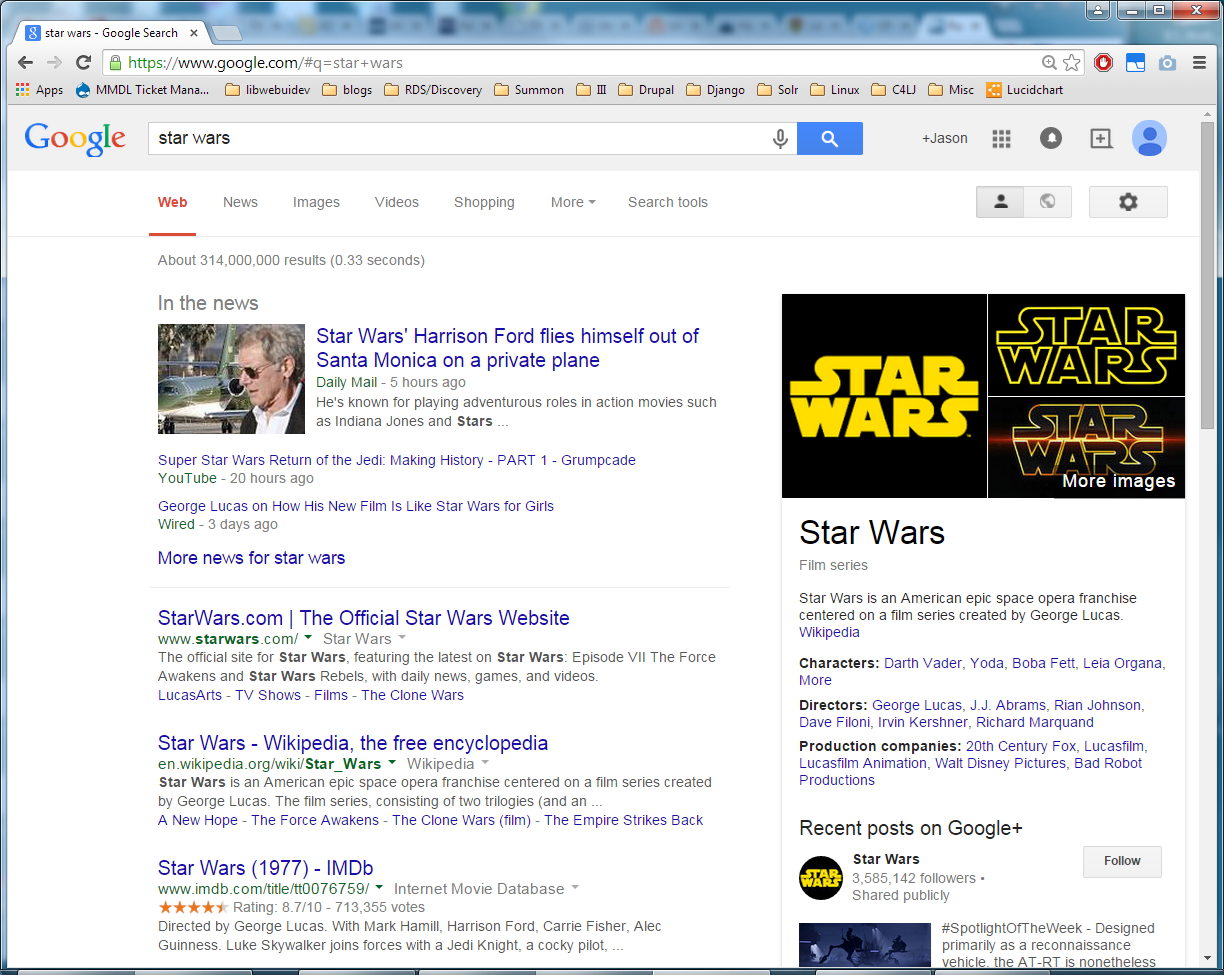 star wars - Google Search
https://www.google.com/#q=star+wars
Apps MMDL Ticket Mana... libwebuidev blogs RDS/Discovery Summon III Drupal Django Solr Linux C4LJ Misc Lucidchart
Google star wars +Jason
Web News Images Videos Shopping More Search tools
About 314,000,000 results (0.33 seconds)
In the news
Star Wars' Harrison Ford flies himself out of
Santa Monica on a private plane
Daily Mail - 5 hours ago
He's known for playing adventurous roles in action movies such
as Indiana Jones and Stars ...
Super Star Wars Return of the Jedi: Making History - PART 1 - Grumpcade
YouTube - 20 hours ago
George Lucas on How His New Film Is Like Star Wars for Girls
Wired - 3 days ago
More news for star wars
StarWars.com | The Official Star Wars Website
www.starwars.com/ Star Wars
The official site for Star Wars, featuring the latest on Star Wars: Episode VII The Force
Awakens and Star Wars Rebels, with daily news, games, and videos.
LucasArts - TV Shows - Films - The Clone Wars
Star Wars - Wikipedia, the free encyclopedia
en.wikipedia.org/wiki/Star_Wars Wikipedia
Star Wars is an American epic space opera franchise centered on a film series created
by George Lucas. The film series, consisting of two trilogies (and an ...
A New Hope - The Force Awakens - The Clone Wars (film) - The Empire Strikes Back
Star Wars (1977) - IMDb
www.imdb.com/title/tt0076759/ Internet Movie Database
Rating: 8.7/10 - 713,355 votes
Directed by George Lucas. With Mark Hamill, Harrison Ford, Carrie Fisher, Alec
Guinness. Luke Skywalker joins forces with a Jedi Knight, a cocky pilot, ...
STAR
WARS
STAR
WARS
STAR
WARS
More images
Star Wars
Film series
Star Wars is an American epic space opera franchise
centered on a film series created by George Lucas.
Wikipedia
Characters: Darth Vader, Yoda, Boba Fett, Leia Organa,
More
Directors: George Lucas, J.J. Abrams, Rian Johnson,
Dave Filoni, Irvin Kershner, Richard Marquand
Production companies: 20th Century Fox, Lucasfilm,
Lucasfilm Animation, Walt Disney Pictures, Bad Robot
Productions
Recent posts on Google+
STAR
WARS
Star Wars
3,585,142 followers •
Shared publicly
Follow
#SpotlightOfTheWeek - Designed
primarily as a reconnaissance
vehicle, the AT-RT is nonetheless